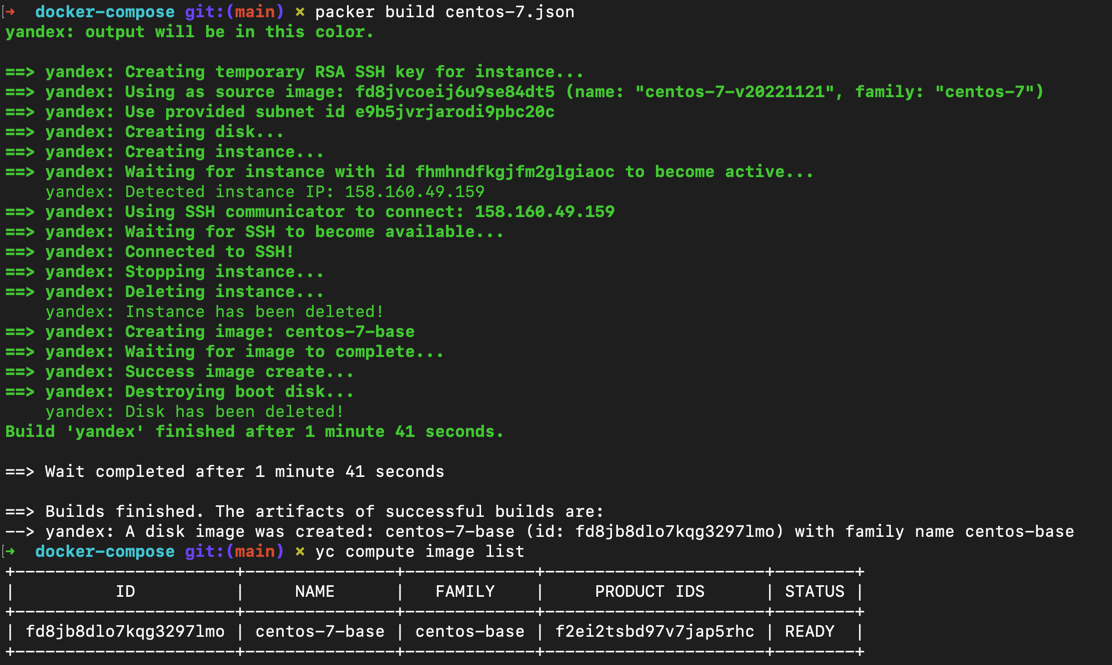 [➜  docker-compose git:(main) × packer build centos-7.json
yandex: output will be in this color.

==> yandex: Creating temporary RSA SSH key for instance...
==> yandex: Using as source image: fd8jvcoeij6u9se84dt5 (name: "centos-7-v20221121", family: "centos-7")
==> yandex: Use provided subnet id e9b5jvrjarodi9pbc20c
==> yandex: Creating disk...
==> yandex: Creating instance...
==> yandex: Waiting for instance with id fhmhndfkgjfm2glgiaoc to become active...
    yandex: Detected instance IP: 158.160.49.159
==> yandex: Using SSH communicator to connect: 158.160.49.159
==> yandex: Waiting for SSH to become available...
==> yandex: Connected to SSH!
==> yandex: Stopping instance...
==> yandex: Deleting instance...
    yandex: Instance has been deleted!
==> yandex: Creating image: centos-7-base
==> yandex: Waiting for image to complete...
==> yandex: Success image create...
==> yandex: Destroying boot disk...
    yandex: Disk has been deleted!
Build 'yandex' finished after 1 minute 41 seconds.

==> Wait completed after 1 minute 41 seconds

==> Builds finished. The artifacts of successful builds are:
--> yandex: A disk image was created: centos-7-base (id: fd8jb8dlo7kqg3297lmo) with family name centos-base
[➜  docker-compose git:(main) × yc compute image list
+----------------------+---------------+-------------+----------------------+--------+
|          ID          |     NAME      |   FAMILY    |     PRODUCT IDS      | STATUS |
+----------------------+---------------+-------------+----------------------+--------+
| fd8jb8dlo7kqg3297lmo | centos-7-base | centos-base | f2ei2tsbd97v7jap5rhc | READY  |
+----------------------+---------------+-------------+----------------------+--------+